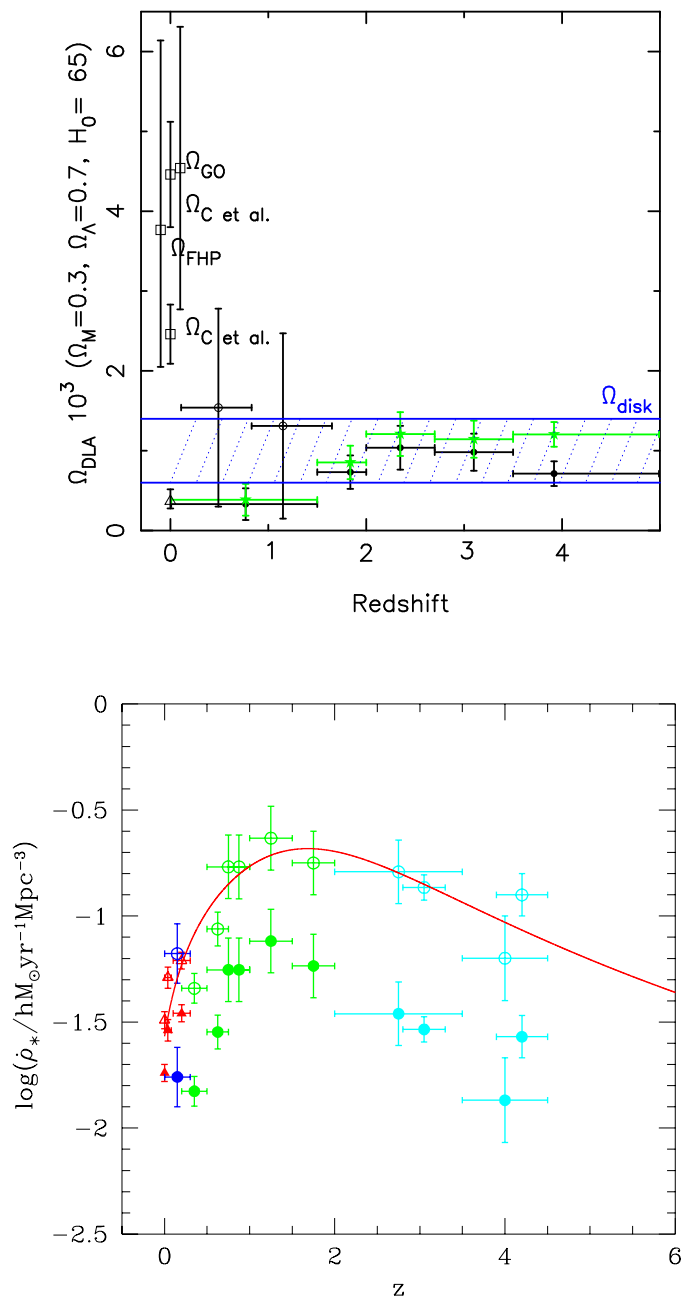 6
4
2
0
Ω_DLA 10³ (Ω_M=0.3, Ω_Λ=0.7, H_0= 65)
Ω_GO
Ω_C et al.
Ω_FHP
Ω_C et al.
Ω_disk
0 1 2 3 4
Redshift
0
−0.5
−1
−1.5
−2
−2.5
log(ρ̇_*/hM_⊙yr⁻¹Mpc⁻³)
0 2 4 6
z